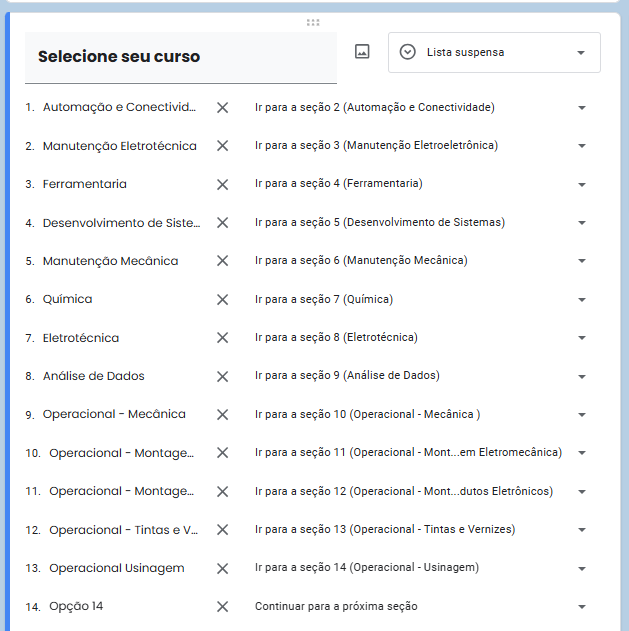 Selecione seu curso
Lista suspensa
1. Automação e Conectivid... Ir para a seção 2 (Automação e Conectividade)
2. Manutenção Eletrotécnica Ir para a seção 3 (Manutenção Eletroeletrônica)
3. Ferramentaria Ir para a seção 4 (Ferramentaria)
4. Desenvolvimento de Siste... Ir para a seção 5 (Desenvolvimento de Sistemas)
5. Manutenção Mecânica Ir para a seção 6 (Manutenção Mecânica)
6. Química Ir para a seção 7 (Química)
7. Eletrotécnica Ir para a seção 8 (Eletrotécnica)
8. Análise de Dados Ir para a seção 9 (Análise de Dados)
9. Operacional - Mecânica Ir para a seção 10 (Operacional - Mecânica )
10. Operacional - Montage... Ir para a seção 11 (Operacional - Mont...em Eletromecânica)
11. Operacional - Montage... Ir para a seção 12 (Operacional - Mont...dutos Eletrônicos)
12. Operacional - Tintas e V... Ir para a seção 13 (Operacional - Tintas e Vernizes)
13. Operacional Usinagem Ir para a seção 14 (Operacional - Usinagem)
14. Opção 14 Continuar para a próxima seção